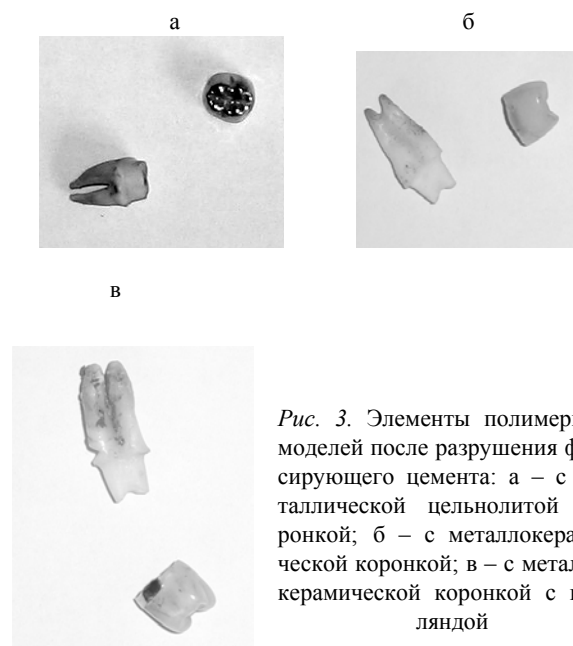 а
б
в
Рис. 3. Элементы полимер
моделей после разрушения ф
сирующего цемента: а – с
таллической цельнолитой
ронкой; б – с металлокера
ческой коронкой; в – с метал
керамической коронкой с
ляндой